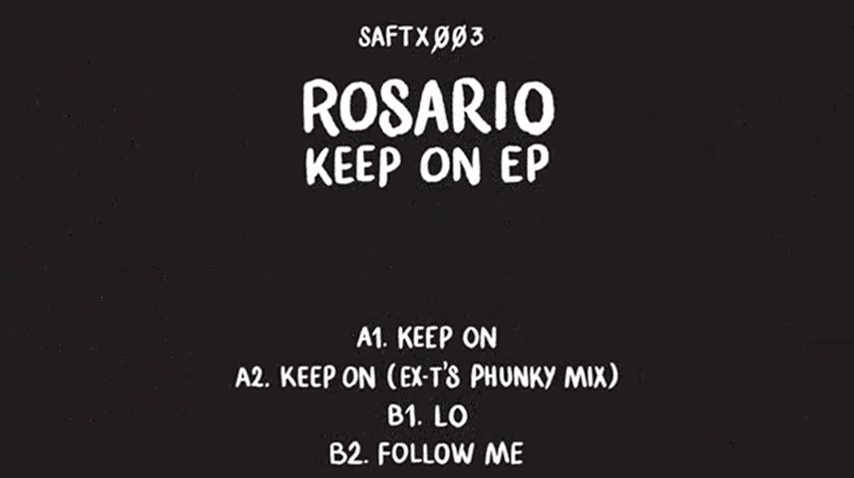 SAFTXØØ3
ROSARIO
KEEP ON EP
A1. KEEP ON
A2. KEEP ON (EX-T'S PHUNKY MIX)
B1. LO
B2. FOLLOW ME